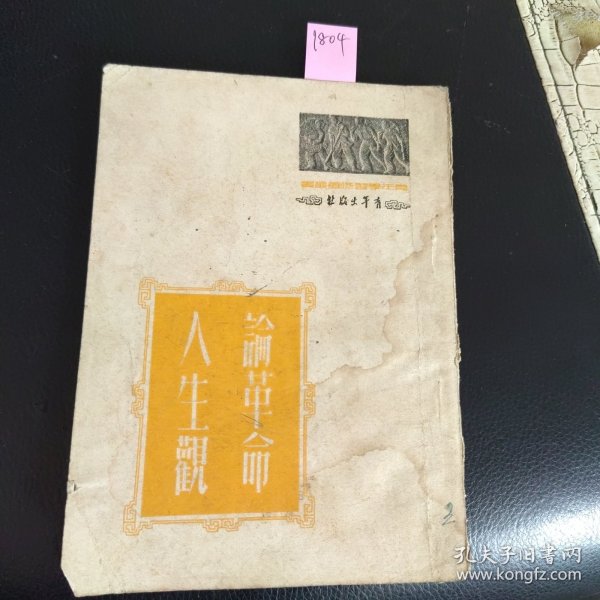 1804
青年出版社
論革命
人生觀
2
孔夫子旧书网
www.kongfz.com